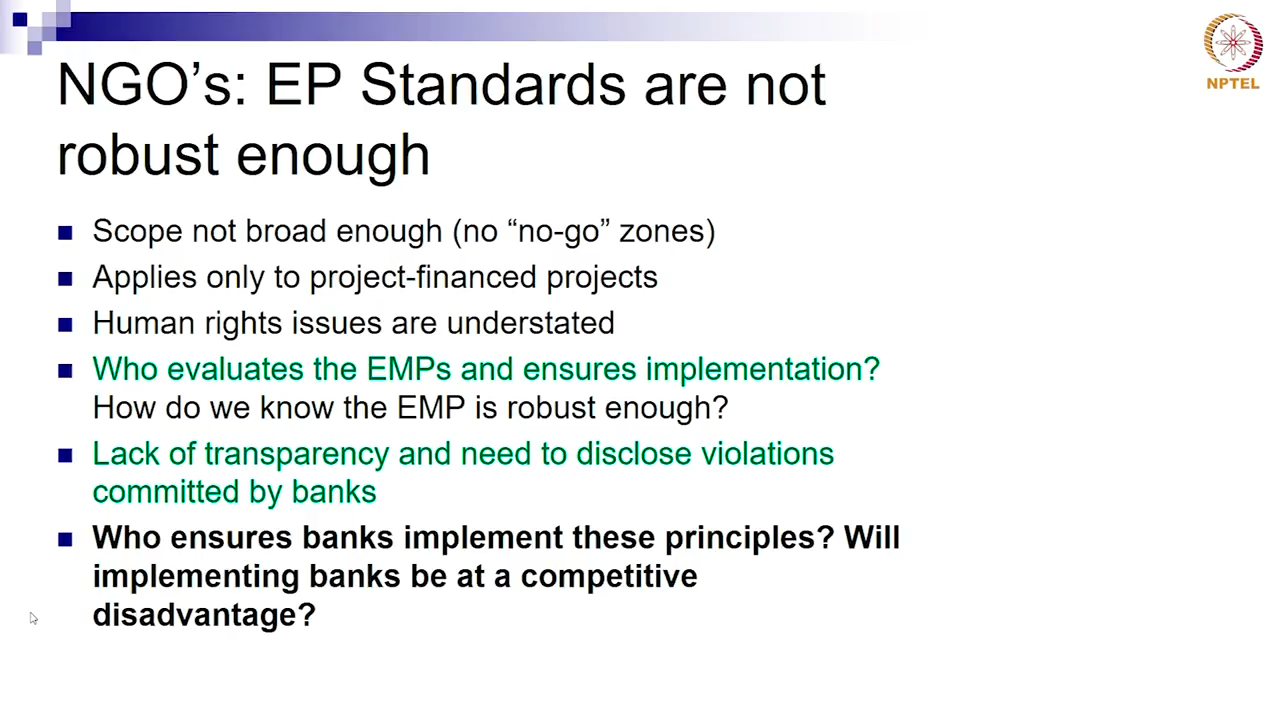 NPTEL
NGO’s: EP Standards are not
robust enough
Scope not broad enough (no “no-go” zones)
Applies only to project-financed projects
Human rights issues are understated
Who evaluates the EMPs and ensures implementation?
How do we know the EMP is robust enough?
Lack of transparency and need to disclose violations
committed by banks
Who ensures banks implement these principles? Will
implementing banks be at a competitive
disadvantage?